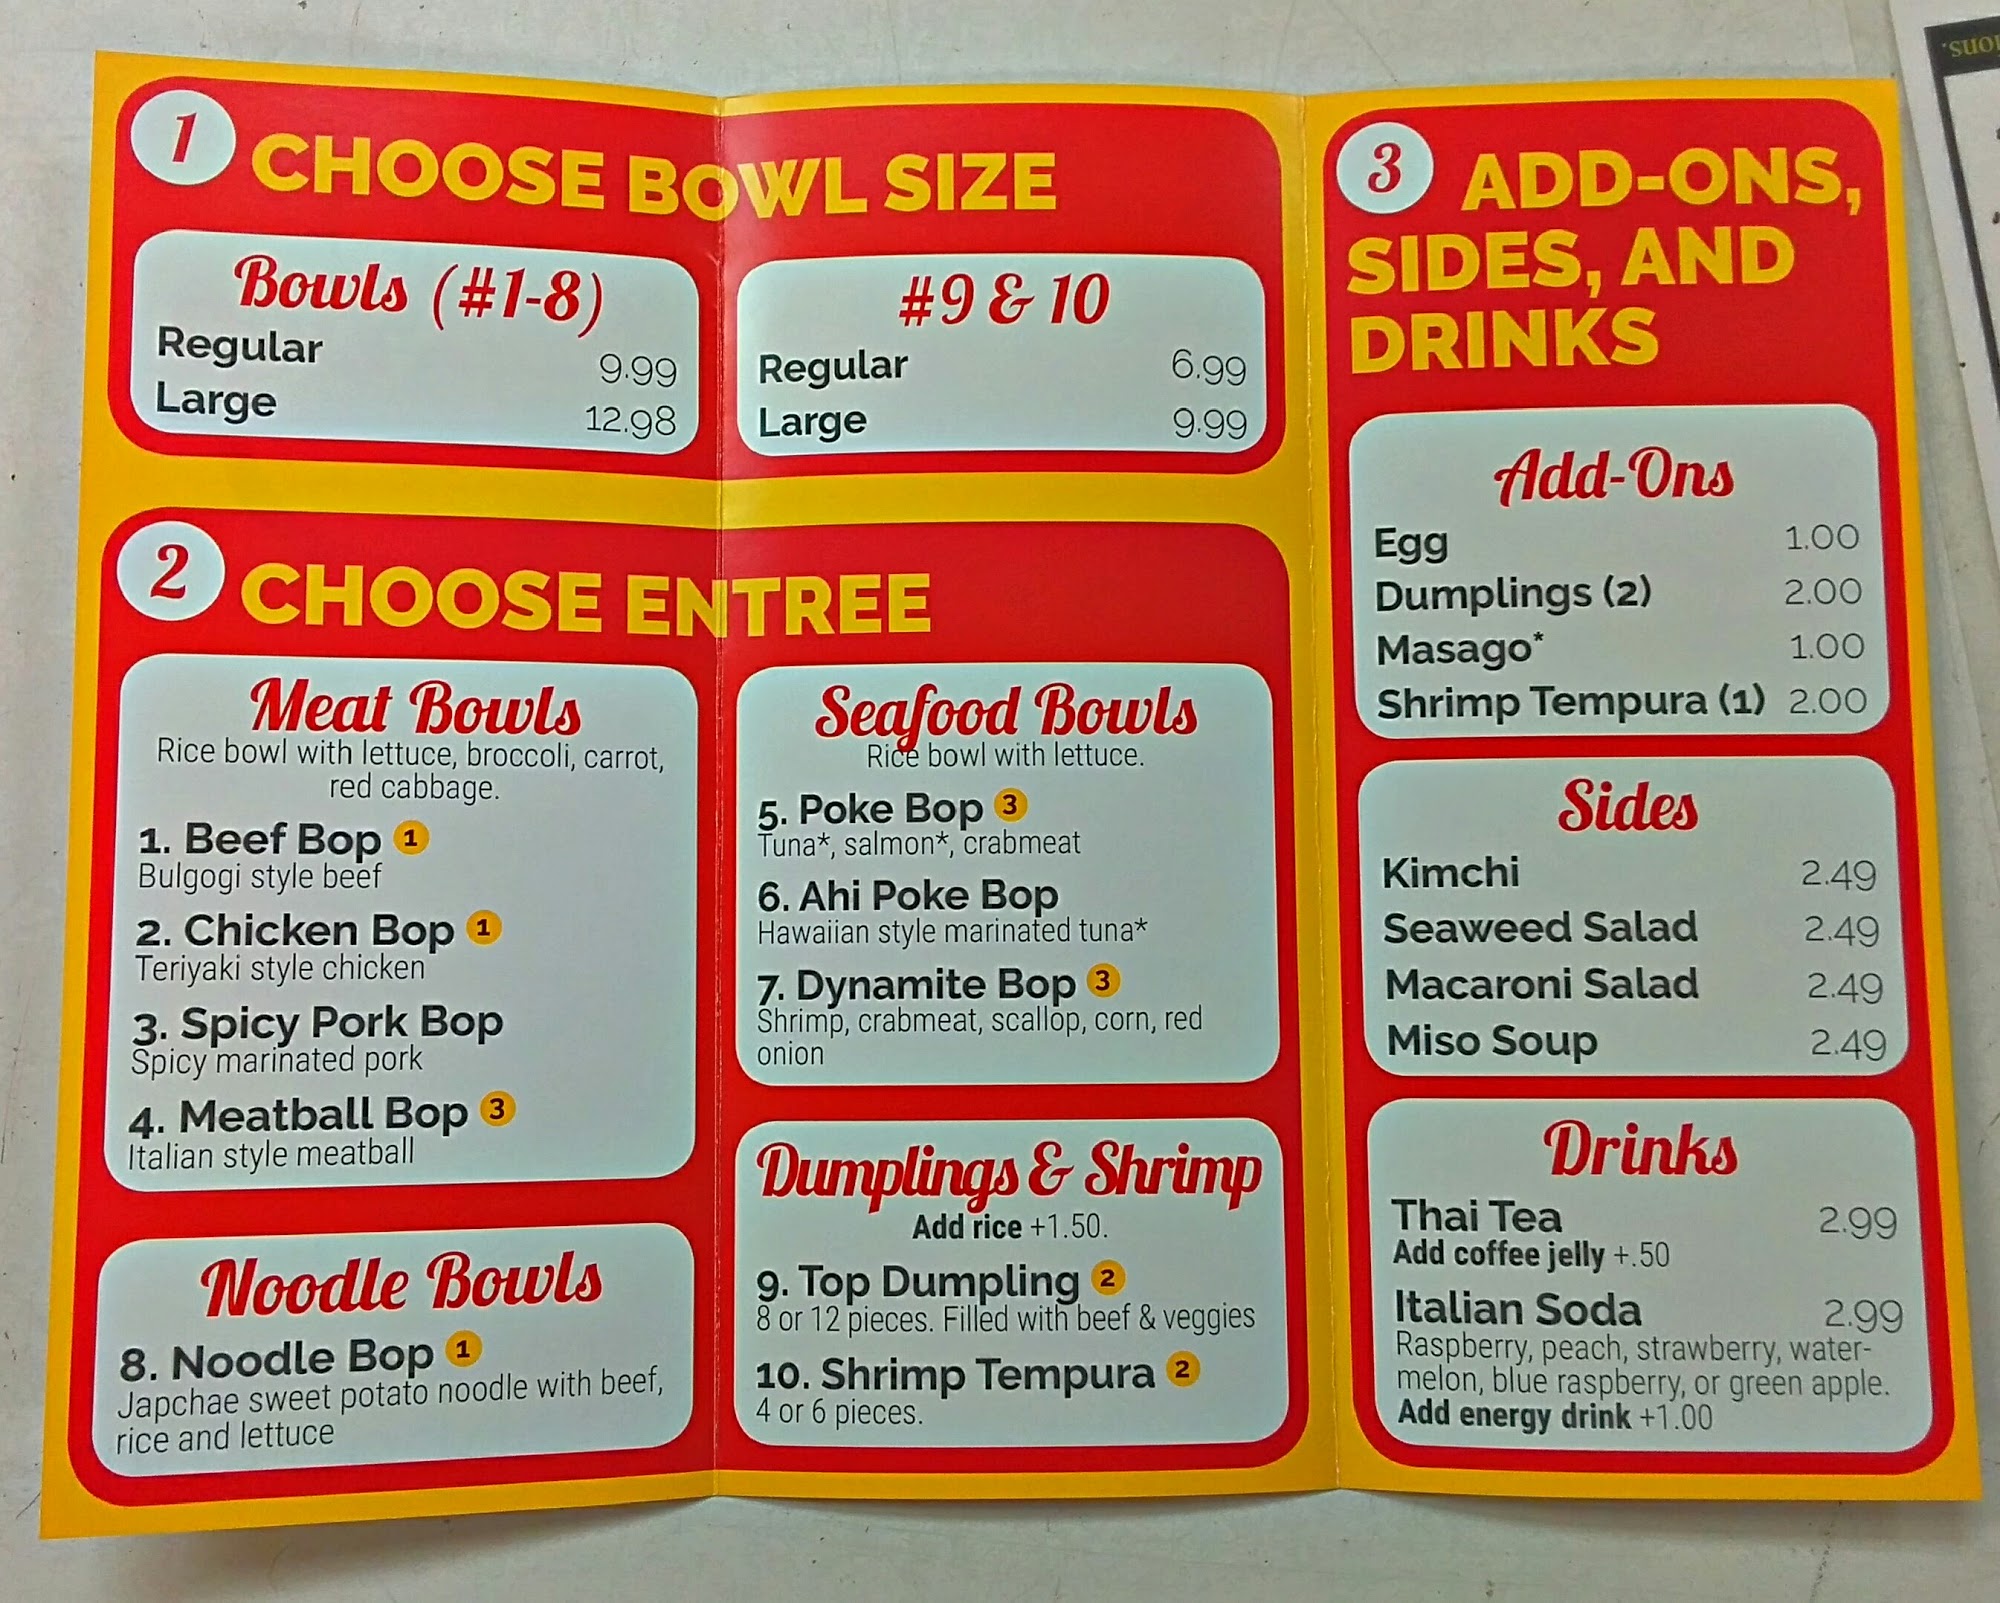 1 CHOOSE BOWL SIZE
Bowls (#1-8)
Regular 9.99
Large 12.98
#9 & 10
Regular 6.99
Large 9.99
2 CHOOSE ENTREE
Meat Bowls
Rice bowl with lettuce, broccoli, carrot,
red cabbage.
1. Beef Bop 1
Bulgogi style beef
2. Chicken Bop 1
Teriyaki style chicken
3. Spicy Pork Bop
Spicy marinated pork
4. Meatball Bop 3
Italian style meatball
Noodle Bowls
8. Noodle Bop 1
Japchae sweet potato noodle with beef,
rice and lettuce
Seafood Bowls
Rice bowl with lettuce.
5. Poke Bop 3
Tuna*, salmon*, crabmeat
6. Ahi Poke Bop
Hawaiian style marinated tuna*
7. Dynamite Bop 3
Shrimp, crabmeat, scallop, corn, red
onion
Dumplings & Shrimp
Add rice +1.50.
9. Top Dumpling 2
8 or 12 pieces. Filled with beef & veggies
10. Shrimp Tempura 2
4 or 6 pieces.
3 ADD-ONS,
SIDES, AND
DRINKS
Add-Ons
Egg 1.00
Dumplings (2) 2.00
Masago* 1.00
Shrimp Tempura (1) 2.00
Sides
Kimchi 2.49
Seaweed Salad 2.49
Macaroni Salad 2.49
Miso Soup 2.49
Drinks
Thai Tea 2.99
Add coffee jelly +.50
Italian Soda 2.99
Raspberry, peach, strawberry, water-
melon, blue raspberry, or green apple.
Add energy drink +1.00